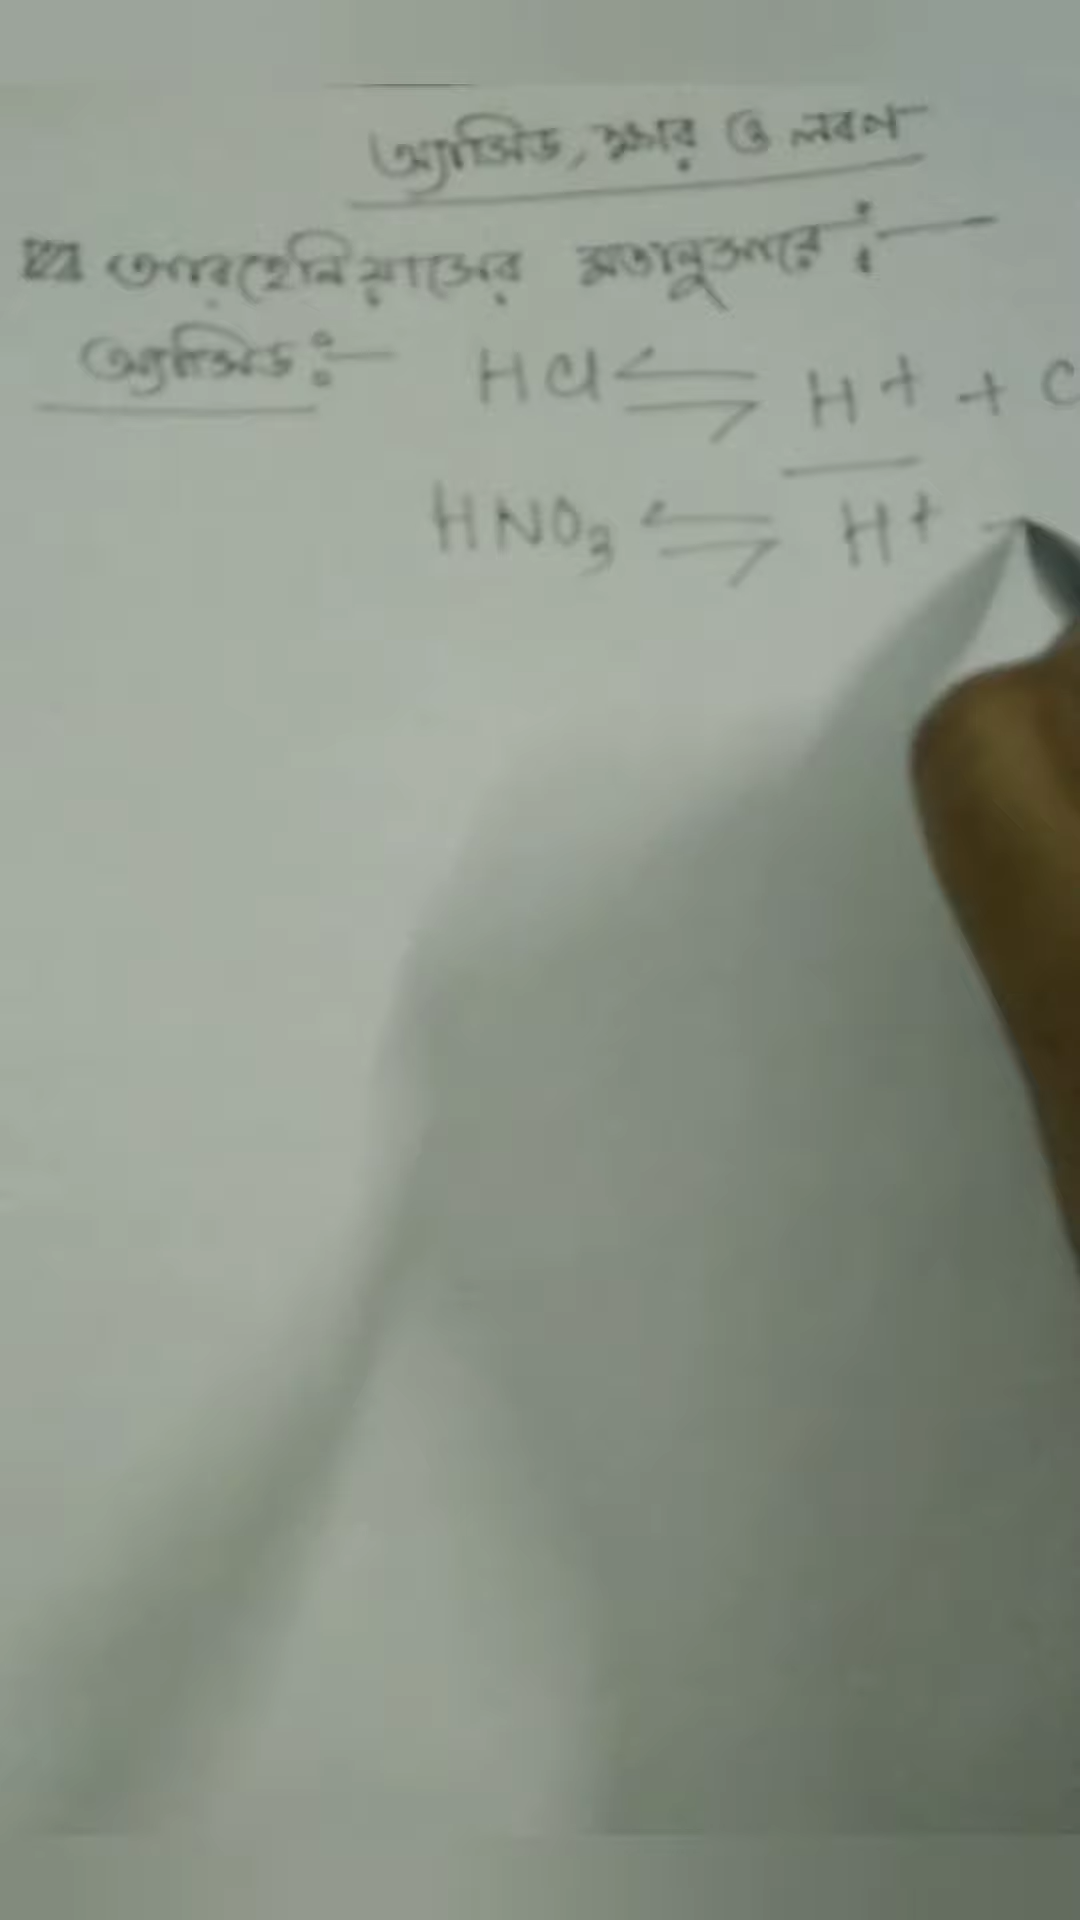 অ্যাসিড, ক্ষার ও লবণ
আরহেনিয়াসের মতানুসারে :—
অ্যাসিড :— HCl ⇌ H+ + C
HNO₃ ⇌ H+